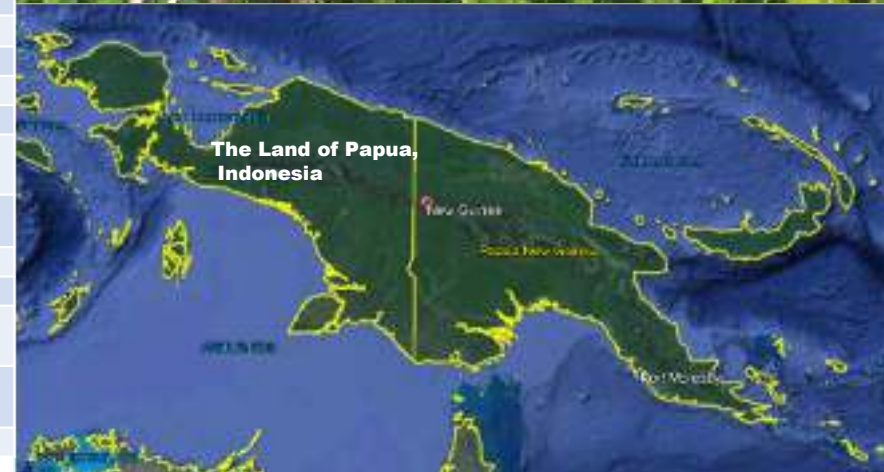 The Land of Papua,
Indonesia
New Guinea
Papua New Guinea
Port Moresby